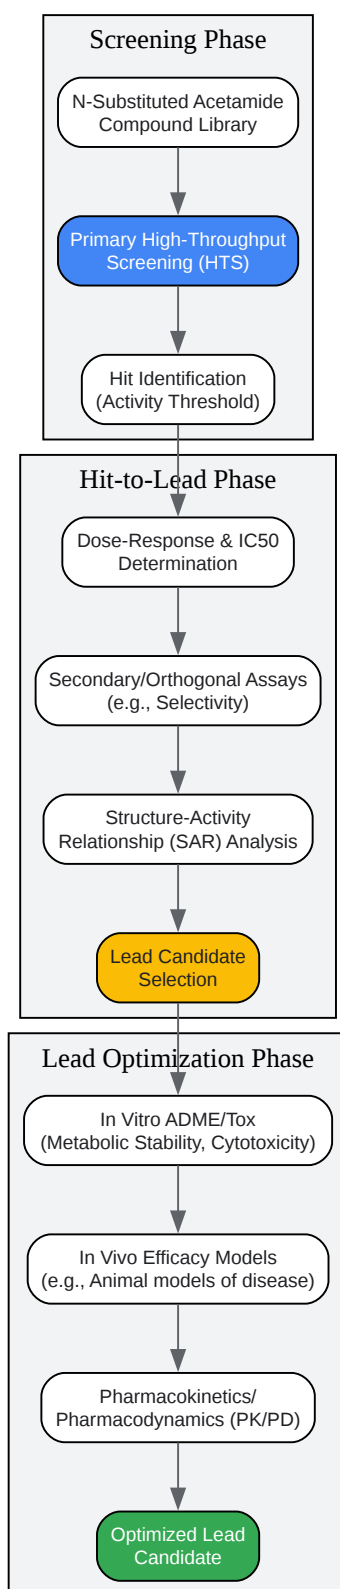 Screening Phase
N-Substituted Acetamide
Compound Library
Primary High-Throughput
Screening (HTS)
Hit Identification
(Activity Threshold)
Hit-to-Lead Phase
Dose-Response & IC50
Determination
Secondary/Orthogonal Assays
(e.g., Selectivity)
Structure-Activity
Relationship (SAR) Analysis
Lead Candidate
Selection
Lead Optimization Phase
In Vitro ADME/Tox
(Metabolic Stability, Cytotoxicity)
In Vivo Efficacy Models
(e.g., Animal models of disease)
Pharmacokinetics/
Pharmacodynamics (PK/PD)
Optimized Lead
Candidate